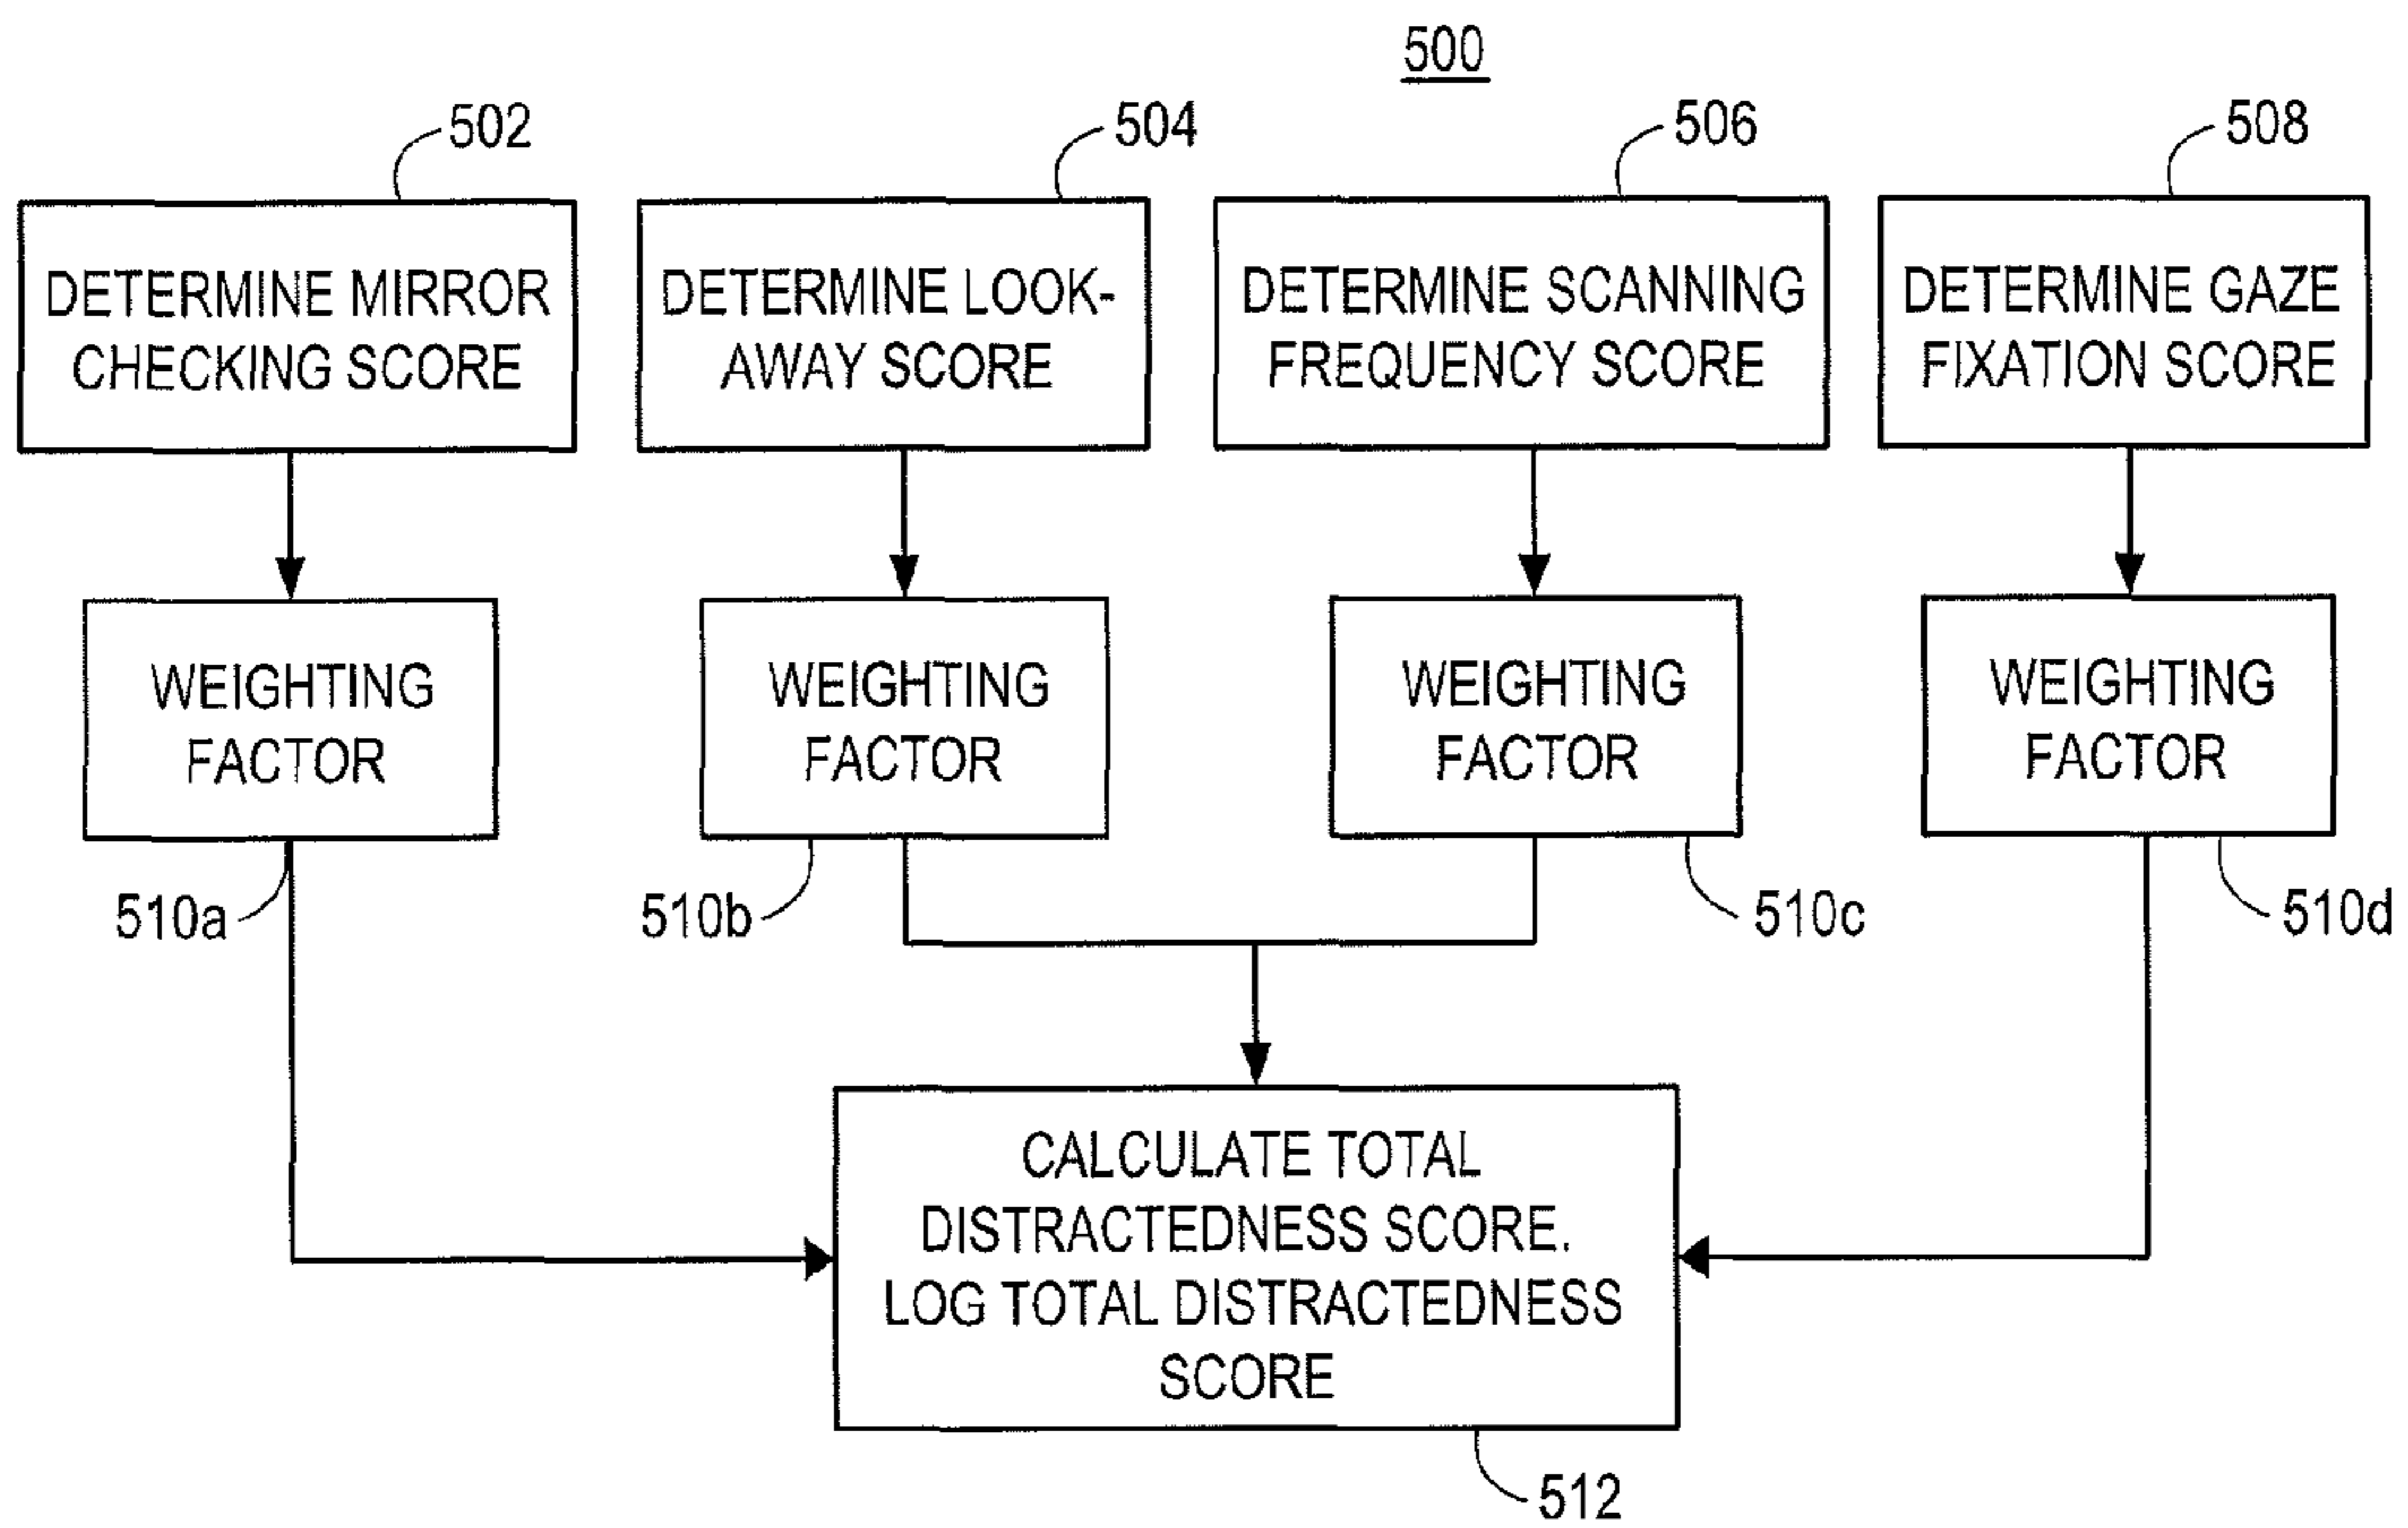 500
502
504
506
508
DETERMINE MIRROR
CHECKING SCORE
DETERMINE LOOK-
AWAY SCORE
DETERMINE SCANNING
FREQUENCY SCORE
DETERMINE GAZE
FIXATION SCORE
WEIGHTING
FACTOR
WEIGHTING
FACTOR
WEIGHTING
FACTOR
WEIGHTING
FACTOR
510a
510b
510c
510d
CALCULATE TOTAL
DISTRACTEDNESS SCORE.
LOG TOTAL DISTRACTEDNESS
SCORE
512